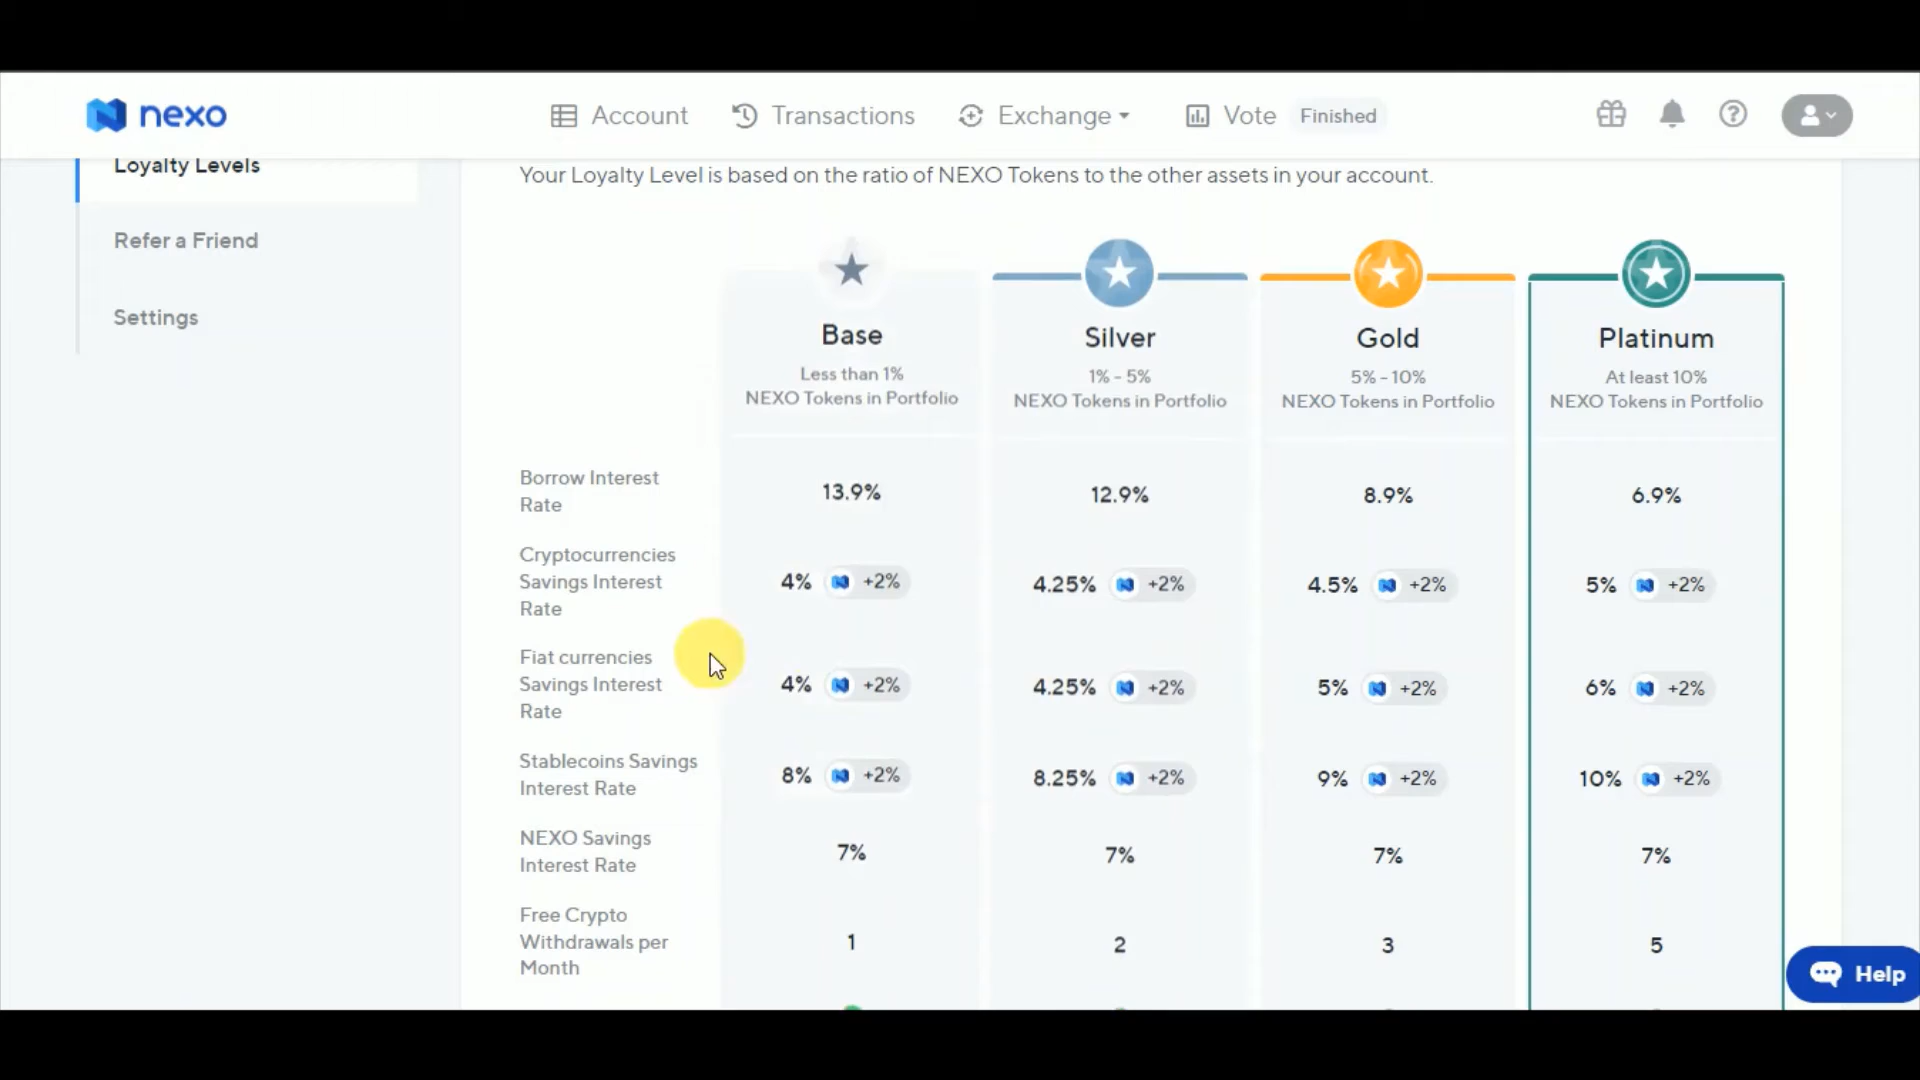 nexo
Account
Transactions
Exchange
Vote
Finished
Loyalty Levels
Refer a Friend
Settings
Your Loyalty Level is based on the ratio of NEXO Tokens to the other assets in your account.
Base
Less than 1%
NEXO Tokens in Portfolio
Silver
1% - 5%
NEXO Tokens in Portfolio
Gold
5% - 10%
NEXO Tokens in Portfolio
Platinum
At least 10%
NEXO Tokens in Portfolio
Borrow Interest
Rate
13.9%
12.9%
8.9%
6.9%
Cryptocurrencies
Savings Interest
Rate
4% +2%
4.25% +2%
4.5% +2%
5% +2%
Fiat currencies
Savings Interest
Rate
4% +2%
4.25% +2%
5% +2%
6% +2%
Stablecoins Savings
Interest Rate
8% +2%
8.25% +2%
9% +2%
10% +2%
NEXO Savings
Interest Rate
7%
7%
7%
7%
Free Crypto
Withdrawals per
Month
1
2
3
5
Help